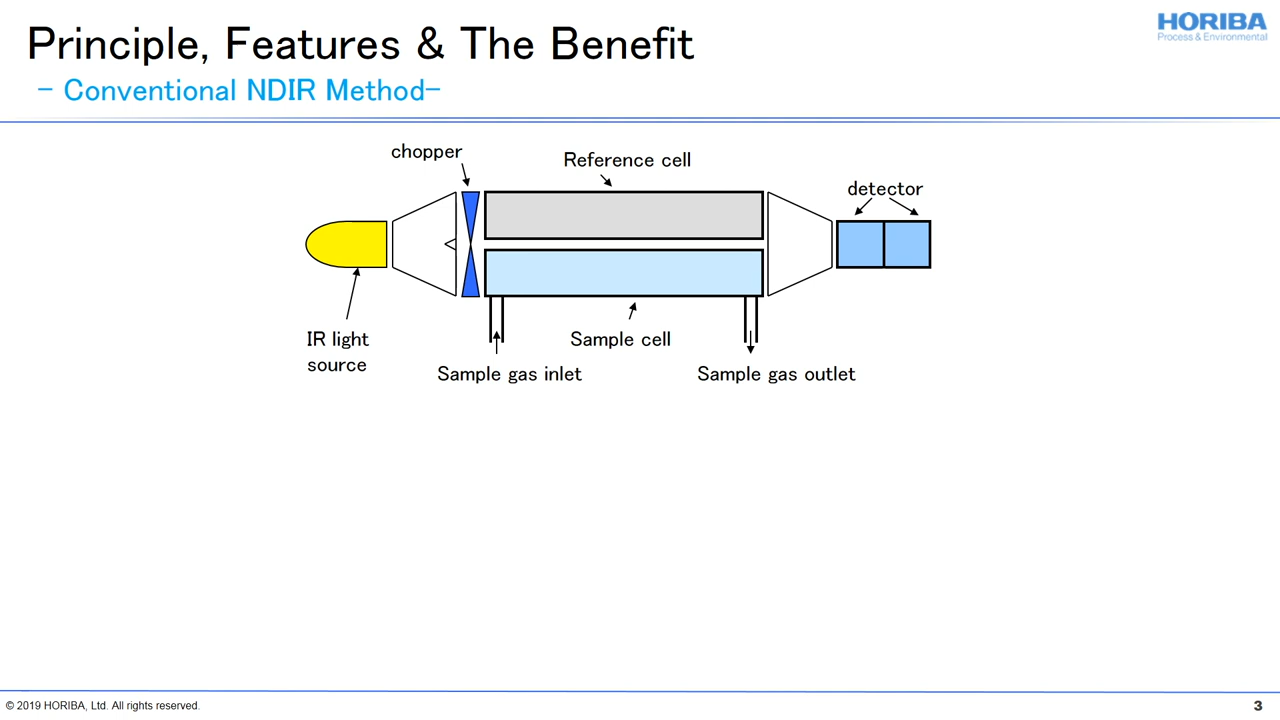 Principle, Features & The Benefit
HORIBA
Process & Environmental
- Conventional NDIR Method-
chopper
Reference cell
detector
IR light
source
Sample cell
Sample gas inlet
Sample gas outlet
© 2019 HORIBA, Ltd. All rights reserved.
3